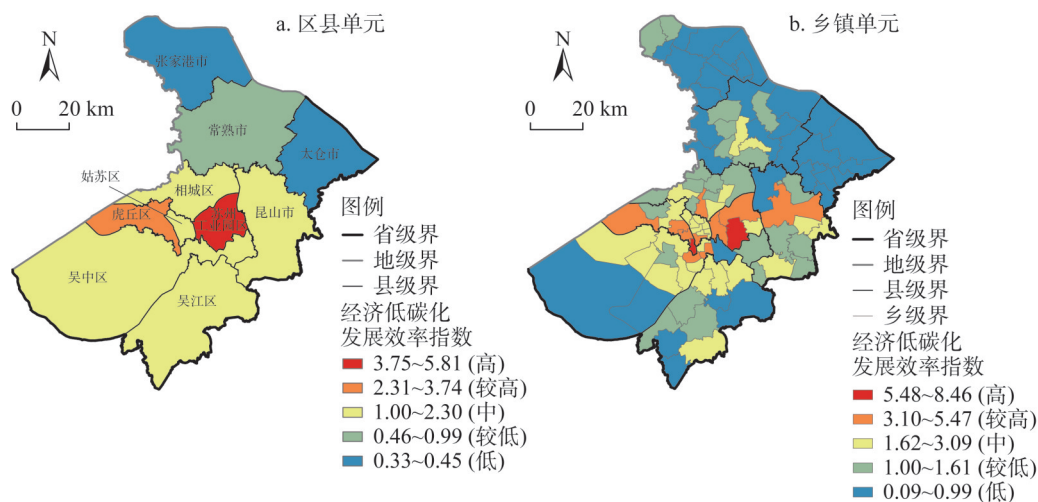 a. 区县单元
N
0 20 km
张家港市
常熟市
太仓市
姑苏区
相城区
虎丘区
昆山市
吴中区
吴江区
图例
省级界
地级界
县级界
经济低碳化
发展效率指数
3.75~5.81 (高)
2.31~3.74 (较高)
1.00~2.30 (中)
0.46~0.99 (较低)
0.33~0.45 (低)
b. 乡镇单元
N
0 20 km
图例
省级界
地级界
县级界
乡级界
经济低碳化
发展效率指数
5.48~8.46 (高)
3.10~5.47 (较高)
1.62~3.09 (中)
1.00~1.61 (较低)
0.09~0.99 (低)